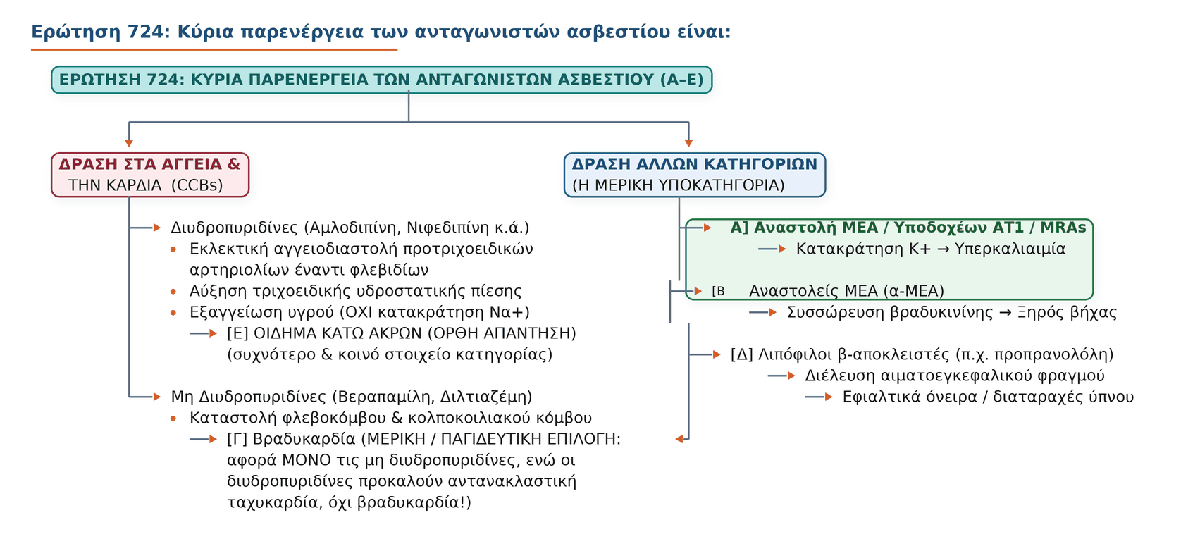 Ερώτηση 724: Κύρια παρενέργεια των ανταγωνιστών ασβεστίου είναι:
ΕΡΩΤΗΣΗ 724: ΚΥΡΙΑ ΠΑΡΕΝΕΡΓΕΙΑ ΤΩΝ ΑΝΤΑΓΩΝΙΣΤΩΝ ΑΣΒΕΣΤΙΟΥ (Α–Ε)
ΔΡΑΣΗ ΣΤΑ ΑΓΓΕΙΑ &
ΤΗΝ ΚΑΡΔΙΑ (CCBs)
Διυδροπυριδίνες (Αμλοδιπίνη, Νιφεδιπίνη κ.ά.)
• Εκλεκτική αγγειοδιαστολή προτριχοειδικών
αρτηριολίων έναντι φλεβιδίων
• Αύξηση τριχοειδικής υδροστατικής πίεσης
• Εξαγγείωση υγρού (ΟΧΙ κατακράτηση Na+)
[Ε] ΟΙΔΗΜΑ ΚΑΤΩ ΑΚΡΩΝ (ΟΡΘΗ ΑΠΑΝΤΗΣΗ)
(συχνότερο & κοινό στοιχείο κατηγορίας)
Μη Διυδροπυριδίνες (Βεραπαμίλη, Διλτιαζέμη)
• Καταστολή φλεβοκόμβου & κολποκοιλιακού κόμβου
[Γ] Βραδυκαρδία (ΜΕΡΙΚΗ / ΠΑΓΙΔΕΥΤΙΚΗ ΕΠΙΛΟΓΗ:
αφορά ΜΟΝΟ τις μη διυδροπυριδίνες, ενώ οι
διυδροπυριδίνες προκαλούν αντανακλαστική
ταχυκαρδία, όχι βραδυκαρδία!)
ΔΡΑΣΗ ΑΛΛΩΝ ΚΑΤΗΓΟΡΙΩΝ
(Η ΜΕΡΙΚΗ ΥΠΟΚΑΤΗΓΟΡΙΑ)
Α] Αναστολή ΜΕΑ / Υποδοχέων ΑΤ1 / MRAs
Κατακράτηση Κ+ → Υπερκαλιαιμία
[Β Αναστολείς ΜΕΑ (α-ΜΕΑ)
Συσσώρευση βραδυκινίνης → Ξηρός βήχας
[Δ] Λιπόφιλοι β-αποκλειστές (π.χ. προπρανολόλη)
Διέλευση αιματοεγκεφαλικού φραγμού
Εφιαλτικά όνειρα / διαταραχές ύπνου